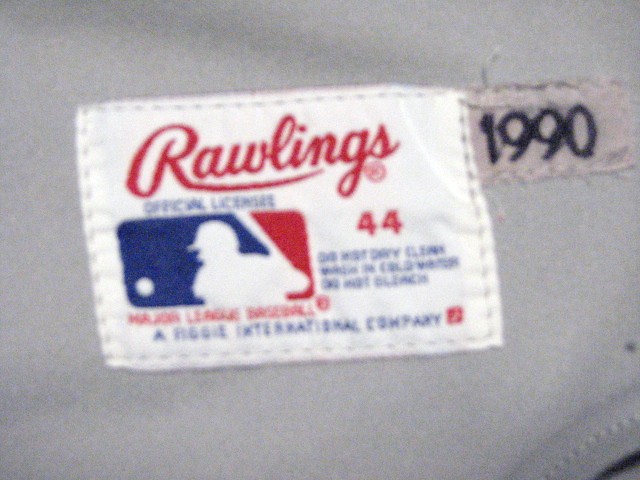 Rawlings®
1990
OFFICIAL LICENSEE
44
DO NOT DRY CLEAN
WASH IN COLD WATER
DO NOT BLEACH
MAJOR LEAGUE BASEBALL®
A FIGGIE INTERNATIONAL COMPANY